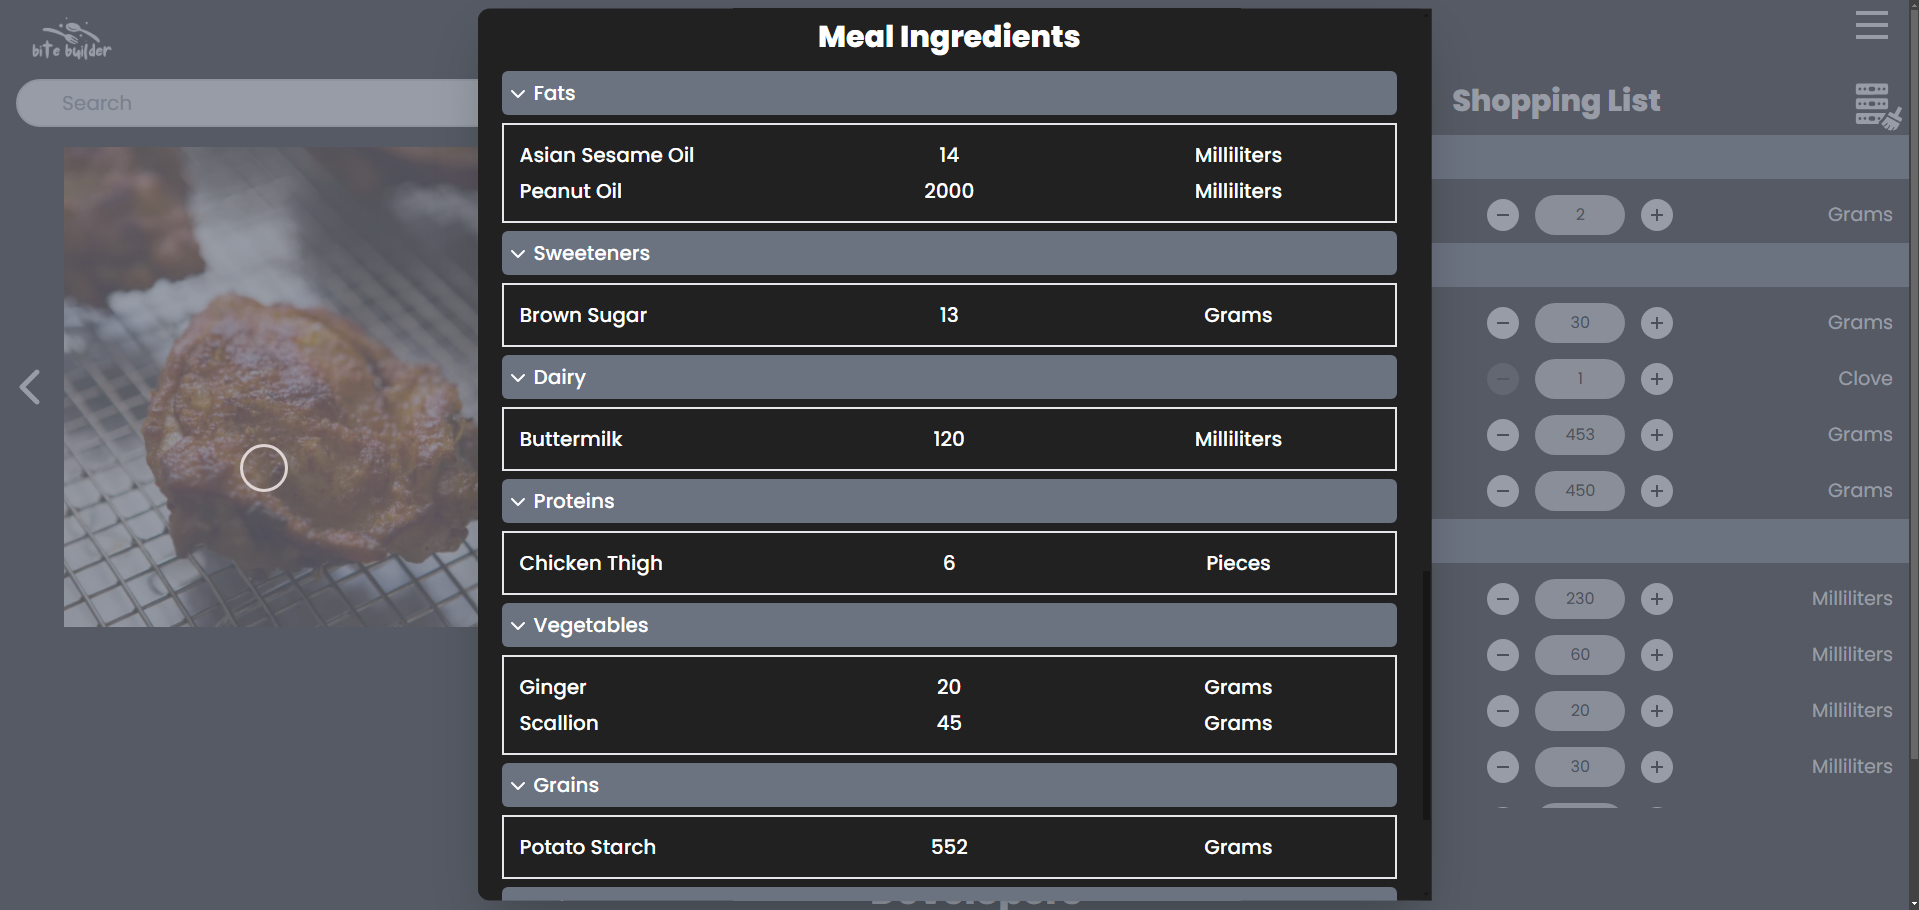 bite builder
Search
Meal Ingredients
Fats
Asian Sesame Oil 14 Milliliters
Peanut Oil 2000 Milliliters
Sweeteners
Brown Sugar 13 Grams
Dairy
Buttermilk 120 Milliliters
Proteins
Chicken Thigh 6 Pieces
Vegetables
Ginger 20 Grams
Scallion 45 Grams
Grains
Potato Starch 552 Grams
Developers
Shopping List
2 Grams
30 Grams
1 Clove
453 Grams
450 Grams
230 Milliliters
60 Milliliters
20 Milliliters
30 Milliliters